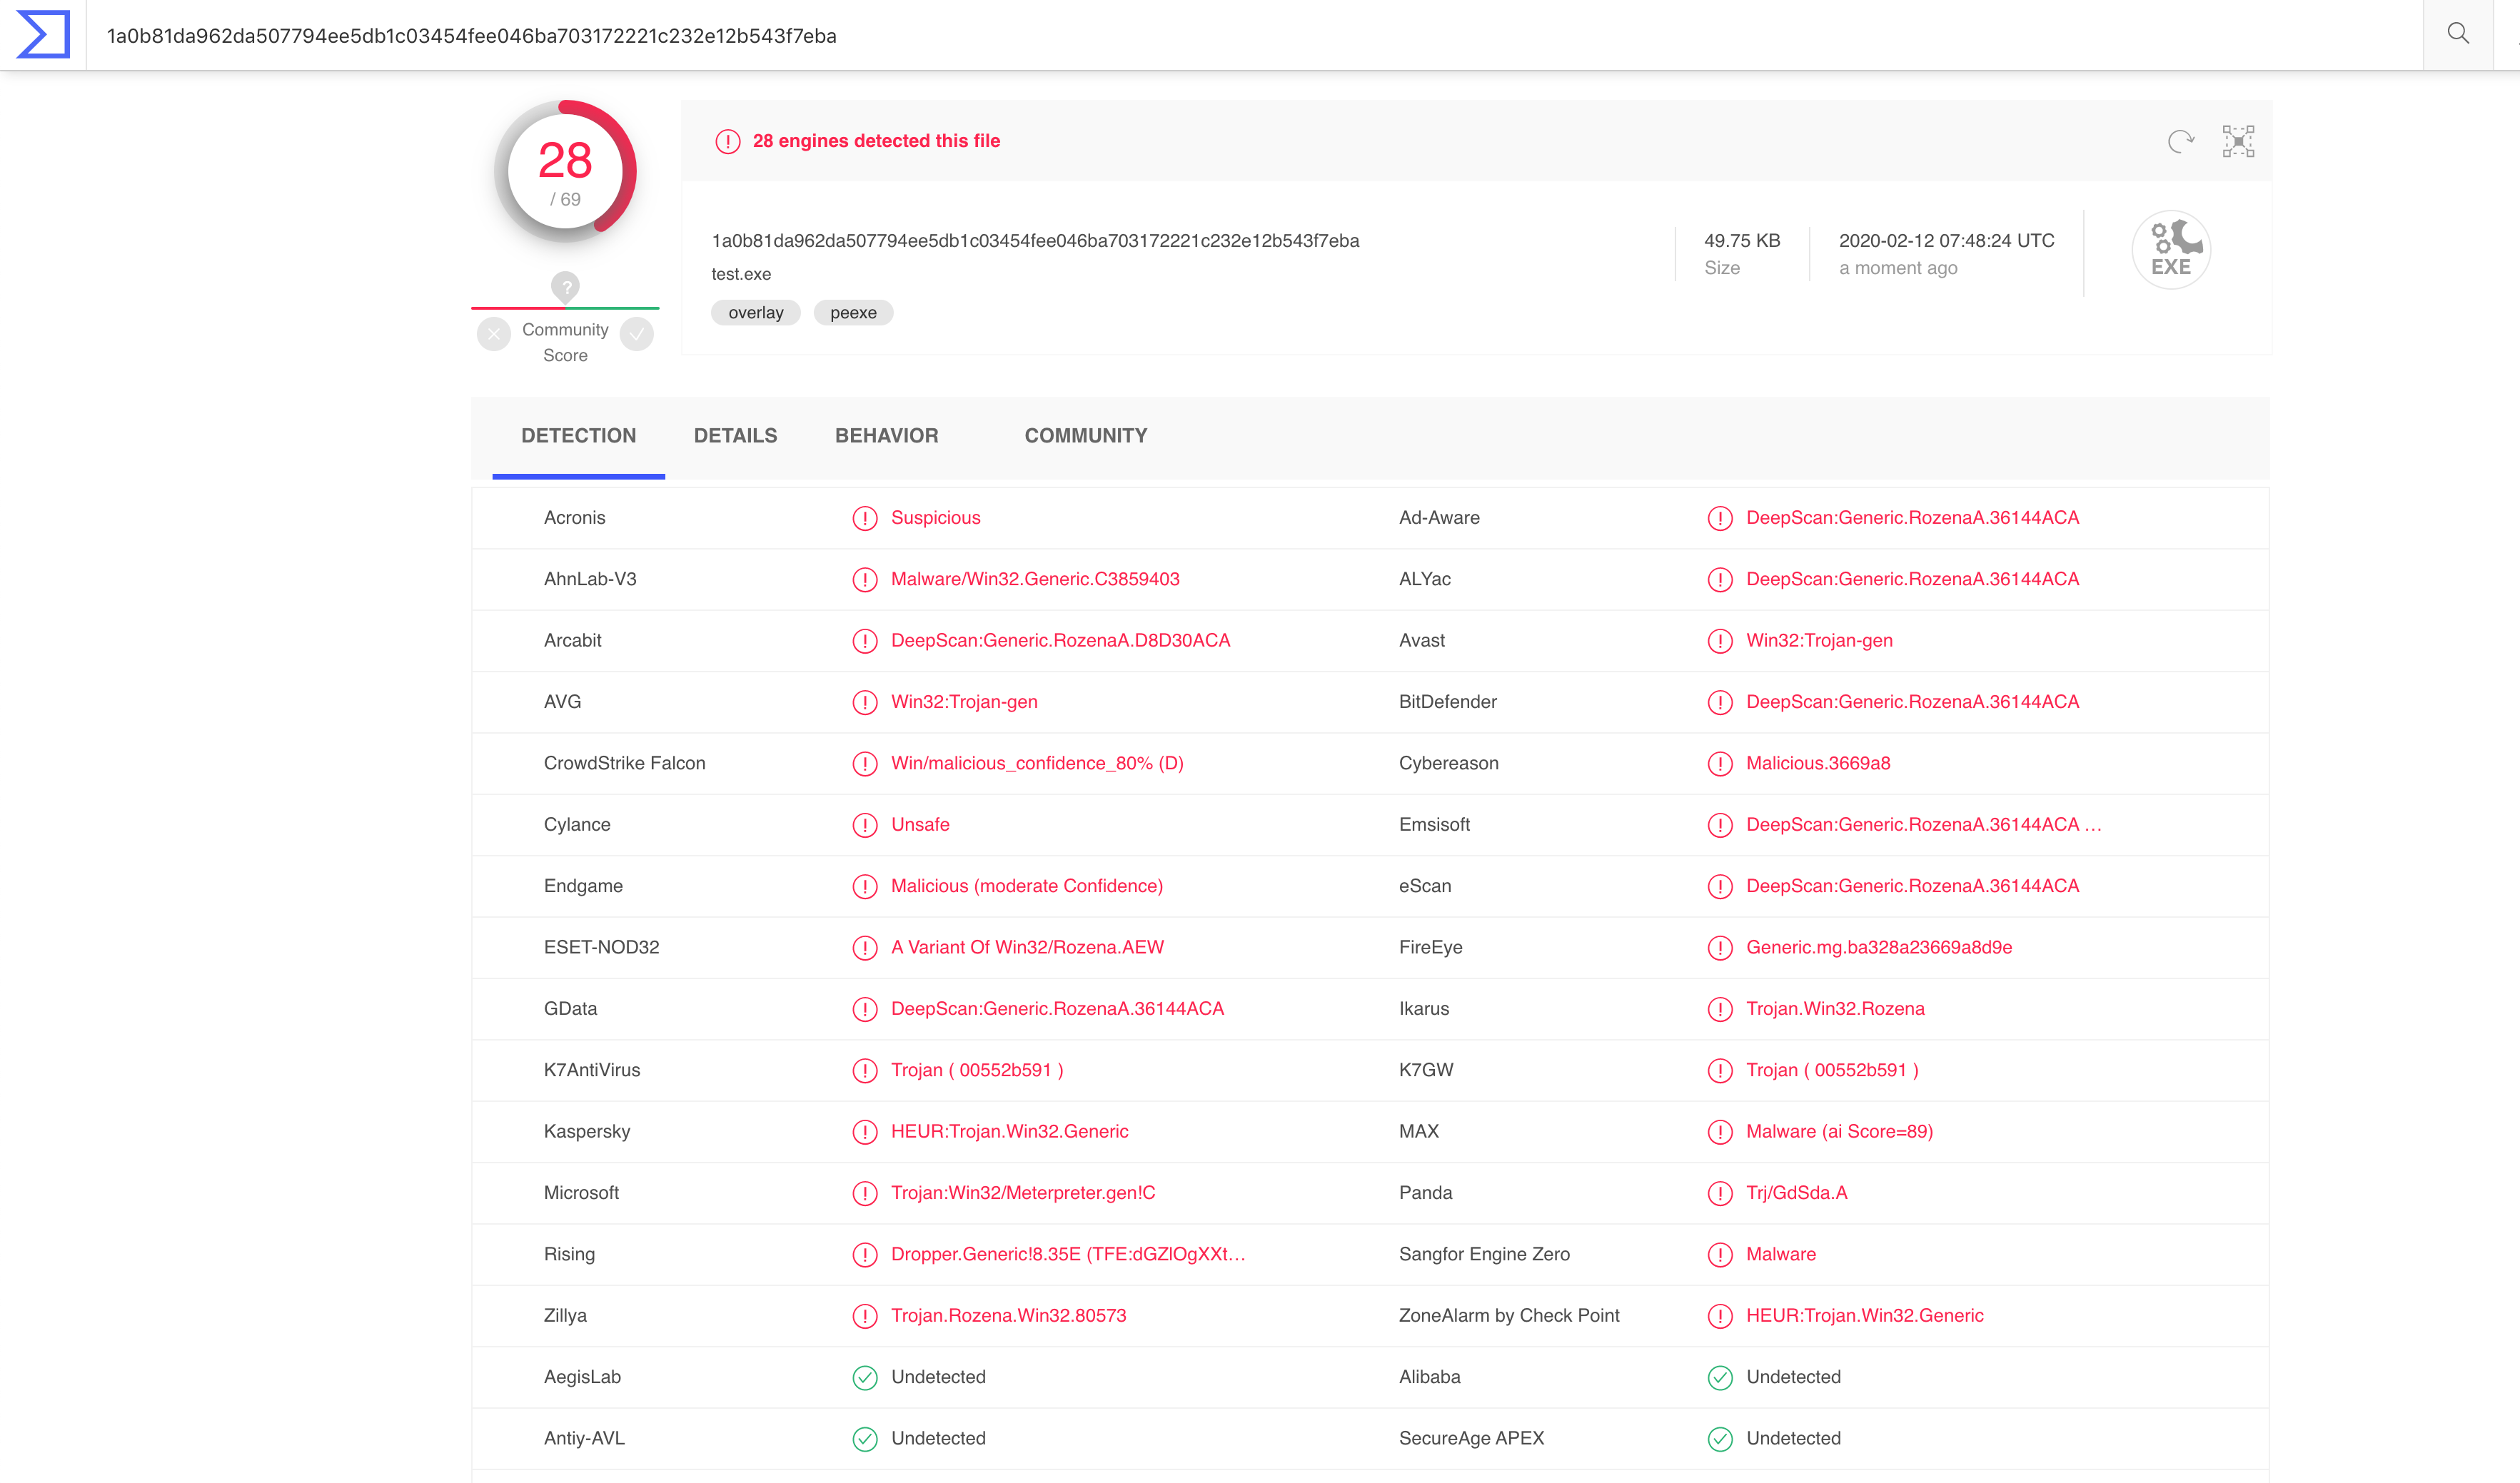 1a0b81da962da507794ee5db1c03454fee046ba703172221c232e12b543f7eba
28
/ 69
?
Community
Score
28 engines detected this file
1a0b81da962da507794ee5db1c03454fee046ba703172221c232e12b543f7eba
test.exe
overlay peexe
49.75 KB
Size
2020-02-12 07:48:24 UTC
a moment ago
EXE
DETECTION DETAILS BEHAVIOR COMMUNITY
Acronis Suspicious Ad-Aware DeepScan:Generic.RozenaA.36144ACA
AhnLab-V3 Malware/Win32.Generic.C3859403 ALYac DeepScan:Generic.RozenaA.36144ACA
Arcabit DeepScan:Generic.RozenaA.D8D30ACA Avast Win32:Trojan-gen
AVG Win32:Trojan-gen BitDefender DeepScan:Generic.RozenaA.36144ACA
CrowdStrike Falcon Win/malicious_confidence_80% (D) Cybereason Malicious.3669a8
Cylance Unsafe Emsisoft DeepScan:Generic.RozenaA.36144ACA ...
Endgame Malicious (moderate Confidence) eScan DeepScan:Generic.RozenaA.36144ACA
ESET-NOD32 A Variant Of Win32/Rozena.AEW FireEye Generic.mg.ba328a23669a8d9e
GData DeepScan:Generic.RozenaA.36144ACA Ikarus Trojan.Win32.Rozena
K7AntiVirus Trojan ( 00552b591 ) K7GW Trojan ( 00552b591 )
Kaspersky HEUR:Trojan.Win32.Generic MAX Malware (ai Score=89)
Microsoft Trojan:Win32/Meterpreter.gen!C Panda Trj/GdSda.A
Rising Dropper.Generic!8.35E (TFE:dGZlOgXXt... Sangfor Engine Zero Malware
Zillya Trojan.Rozena.Win32.80573 ZoneAlarm by Check Point HEUR:Trojan.Win32.Generic
AegisLab Undetected Alibaba Undetected
Antiy-AVL Undetected SecureAge APEX Undetected